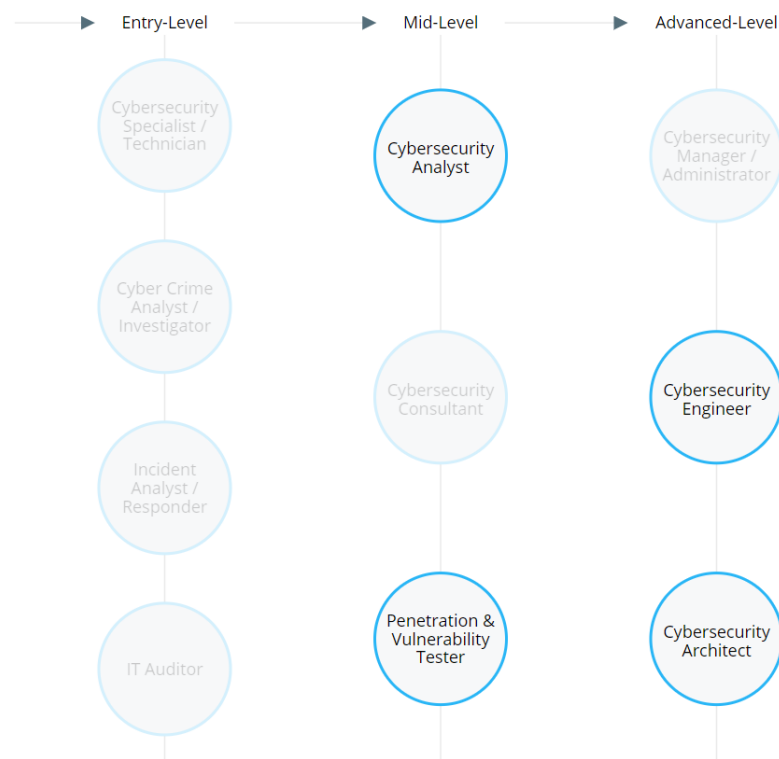 Entry-Level
Mid-Level
Advanced-Level
Cybersecurity
Specialist /
Technician
Cyber Crime
Analyst /
Investigator
Incident
Analyst /
Responder
IT Auditor
Cybersecurity
Analyst
Cybersecurity
Consultant
Penetration &
Vulnerability
Tester
Cybersecurity
Manager /
Administrator
Cybersecurity
Engineer
Cybersecurity
Architect